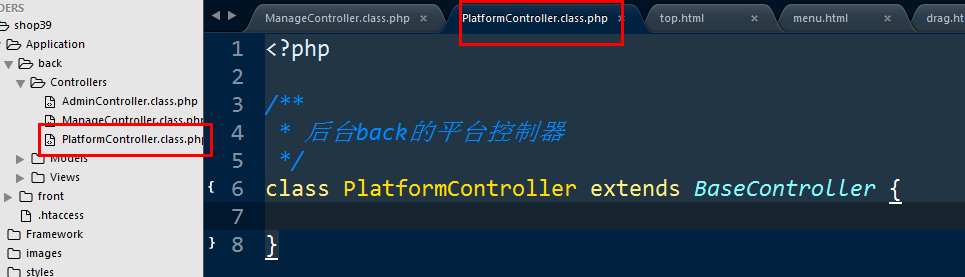 DERS
shop39
Application
back
Controllers
AdminController.class.php
ManageController.class.php
PlatformController.class.php
Models
Views
front
.htaccess
Framework
images
styles
ManageController.class.php ×
PlatformController.class.php ×
top.html ×
menu.html ×
drag.ht
1 <?php
2
3 /**
4  * 后台back的平台控制器
5  */
{ 6 class PlatformController extends BaseController {
7
} 8 }